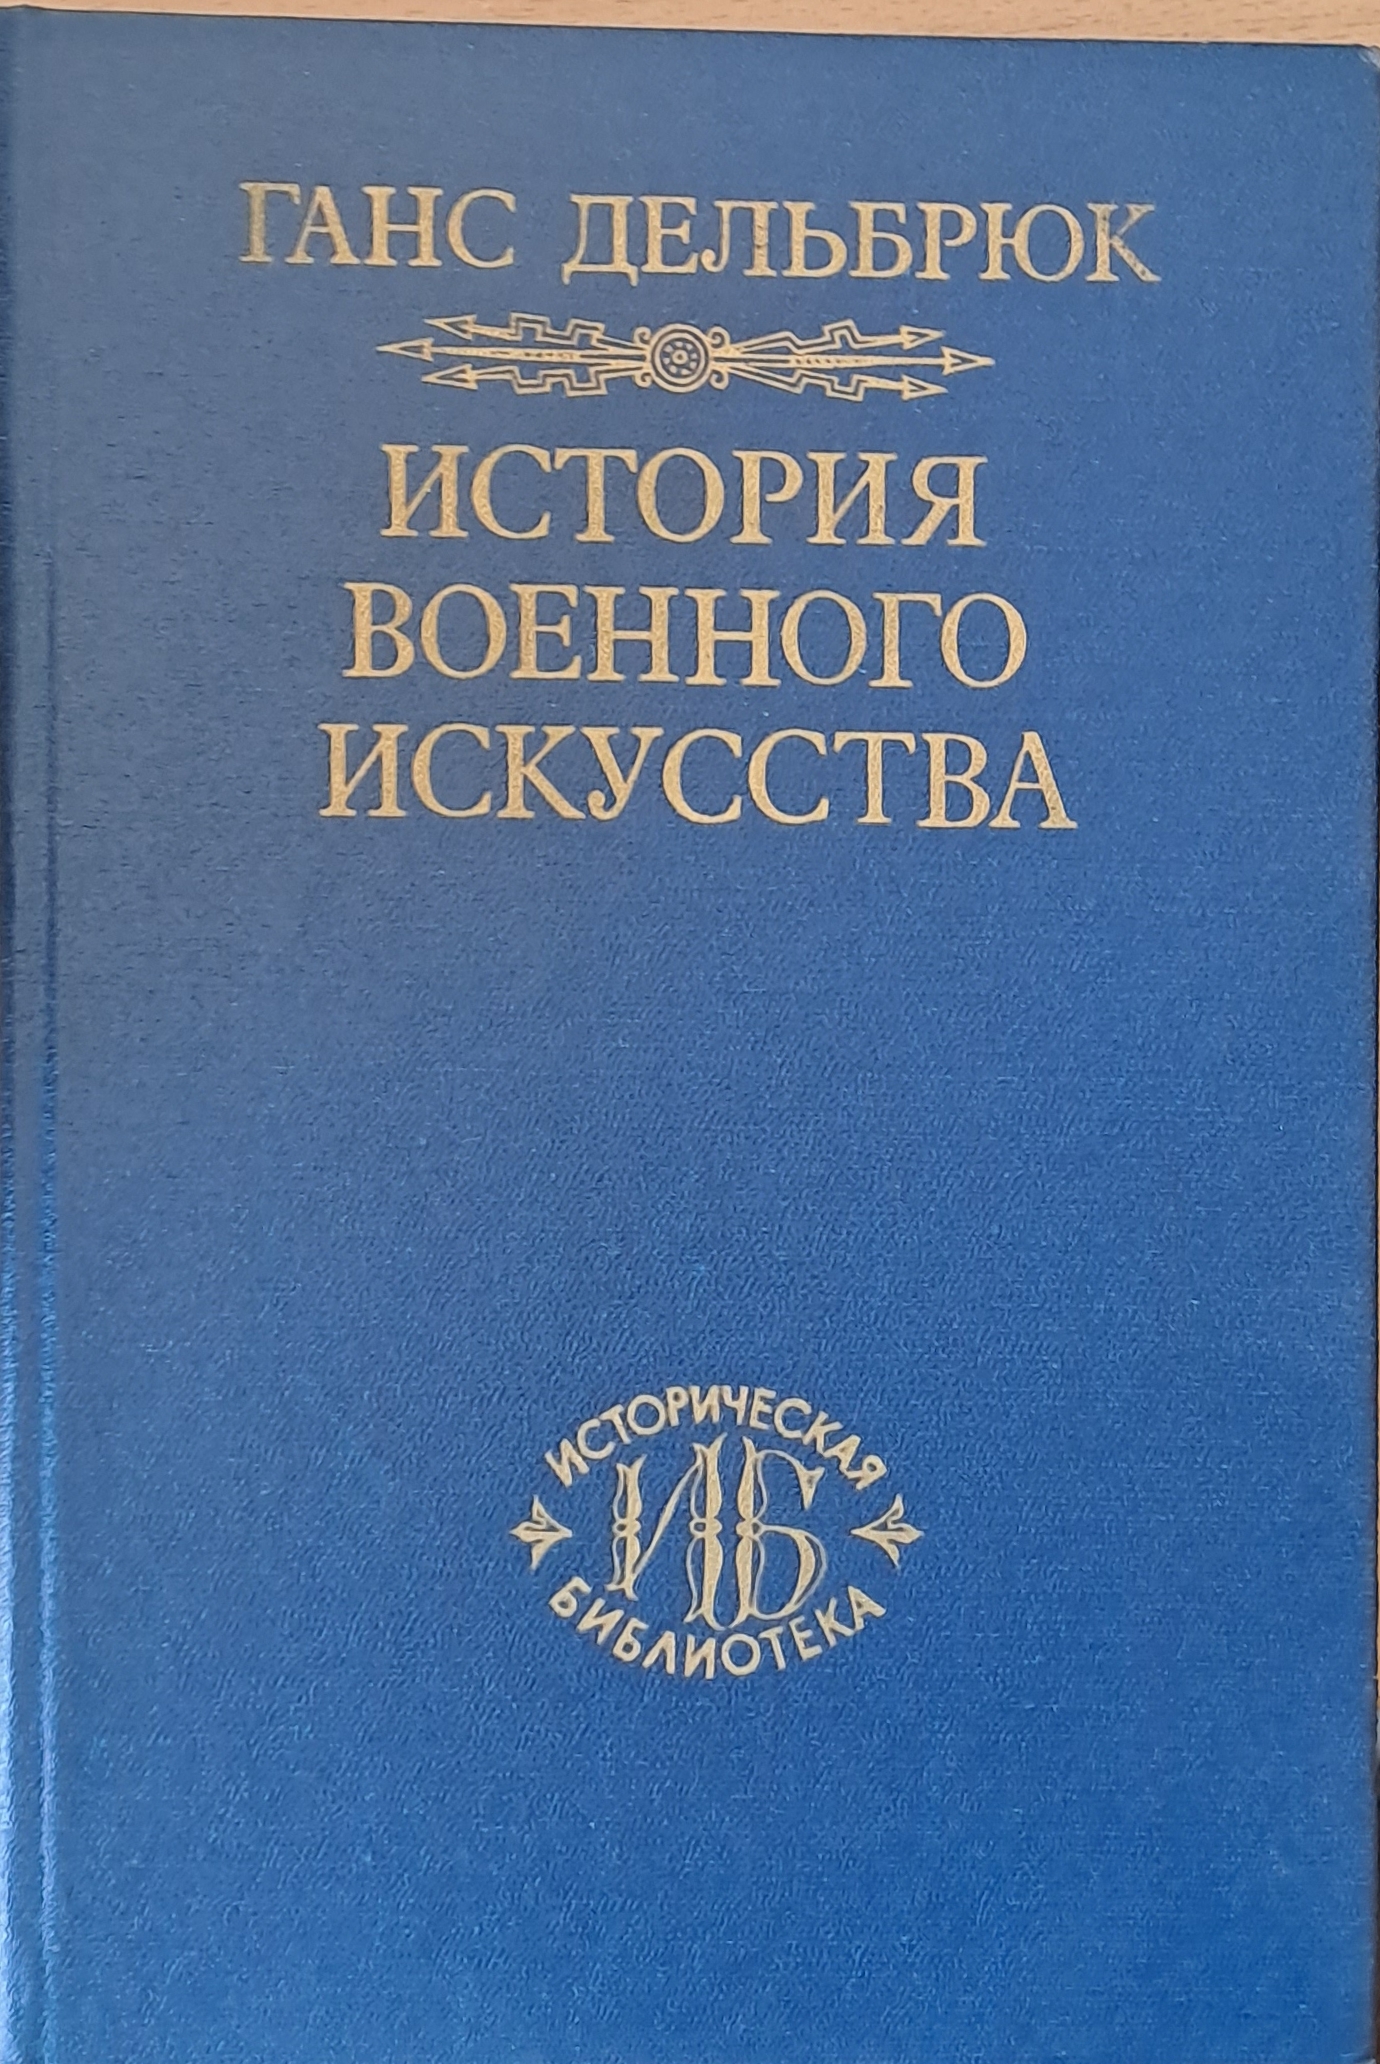 ГАНС ДЕЛЬБРЮК
ИСТОРИЯ
ВОЕННОГО
ИСКУССТВА
ИСТОРИЧЕСКАЯ
ИБ
БИБЛИОТЕКА